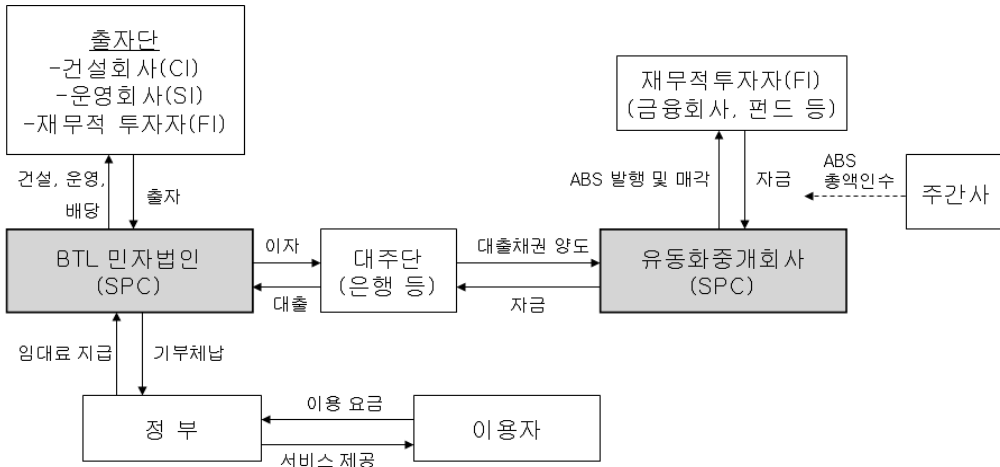 출자단
-건설회사(CI)
-운영회사(SI)
-재무적 투자자(FI)
재무적투자자(FI)
(금융회사, 펀드 등)
건설, 운영,
배당
출자
ABS 발행 및 매각
자금
ABS
총액인수
주간사
BTL 민자법인
(SPC)
이자
대출
대주단
(은행 등)
대출채권 양도
자금
유동화중개회사
(SPC)
임대료 지급
기부체납
정 부
이용 요금
서비스 제공
이용자